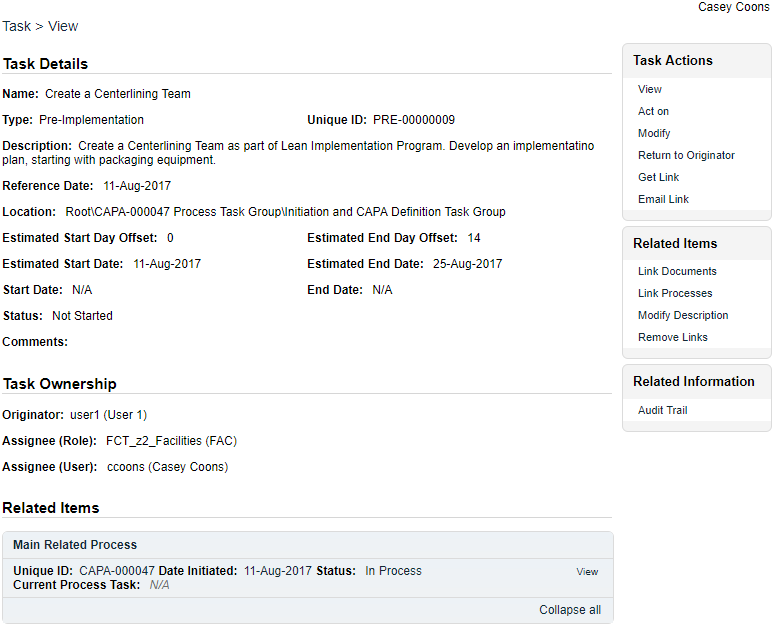 Casey Coons
Task > View
Task Details
Name: Create a Centerlining Team
Type: Pre-Implementation Unique ID: PRE-00000009
Description: Create a Centerlining Team as part of Lean Implementation Program. Develop an implementatino
plan, starting with packaging equipment.
Reference Date: 11-Aug-2017
Location: Root\CAPA-000047 Process Task Group\Initiation and CAPA Definition Task Group
Estimated Start Day Offset: 0 Estimated End Day Offset: 14
Estimated Start Date: 11-Aug-2017 Estimated End Date: 25-Aug-2017
Start Date: N/A End Date: N/A
Status: Not Started
Comments:
Task Ownership
Originator: user1 (User 1)
Assignee (Role): FCT_z2_Facilities (FAC)
Assignee (User): ccoons (Casey Coons)
Related Items
Main Related Process
Unique ID: CAPA-000047 Date Initiated: 11-Aug-2017 Status: In Process View
Current Process Task: N/A
Collapse all
Task Actions
View
Act on
Modify
Return to Originator
Get Link
Email Link
Related Items
Link Documents
Link Processes
Modify Description
Remove Links
Related Information
Audit Trail